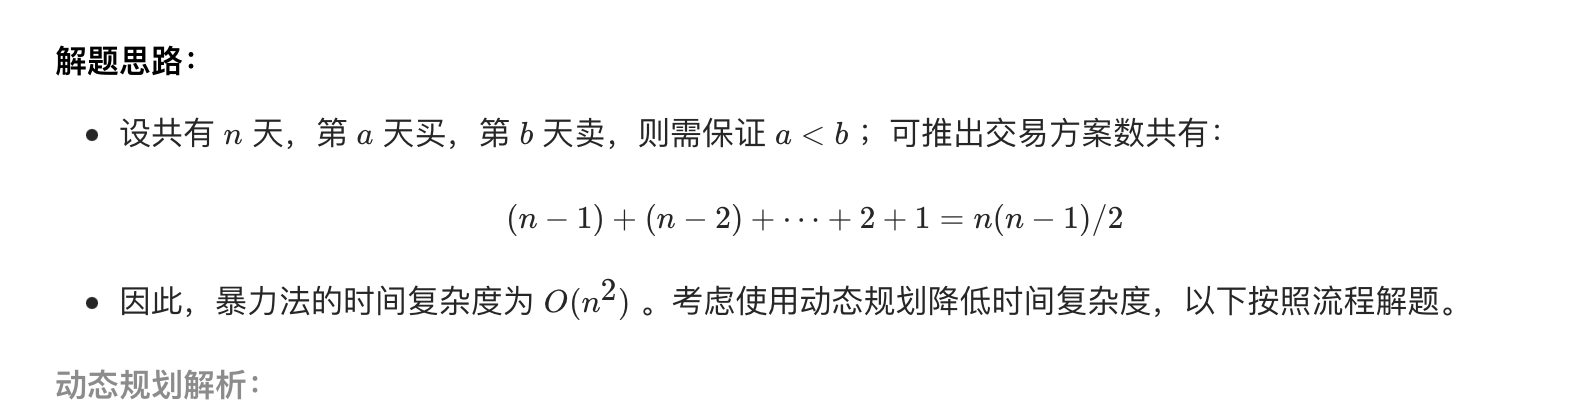 解题思路：
• 设共有 n 天，第 a 天买，第 b 天卖，则需保证 a < b ；可推出交易方案数共有：
(n − 1) + (n − 2) + ⋯ + 2 + 1 = n(n − 1)/2
• 因此，暴力法的时间复杂度为 O(n²) 。考虑使用动态规划降低时间复杂度，以下按照流程解题。
动态规划解析：